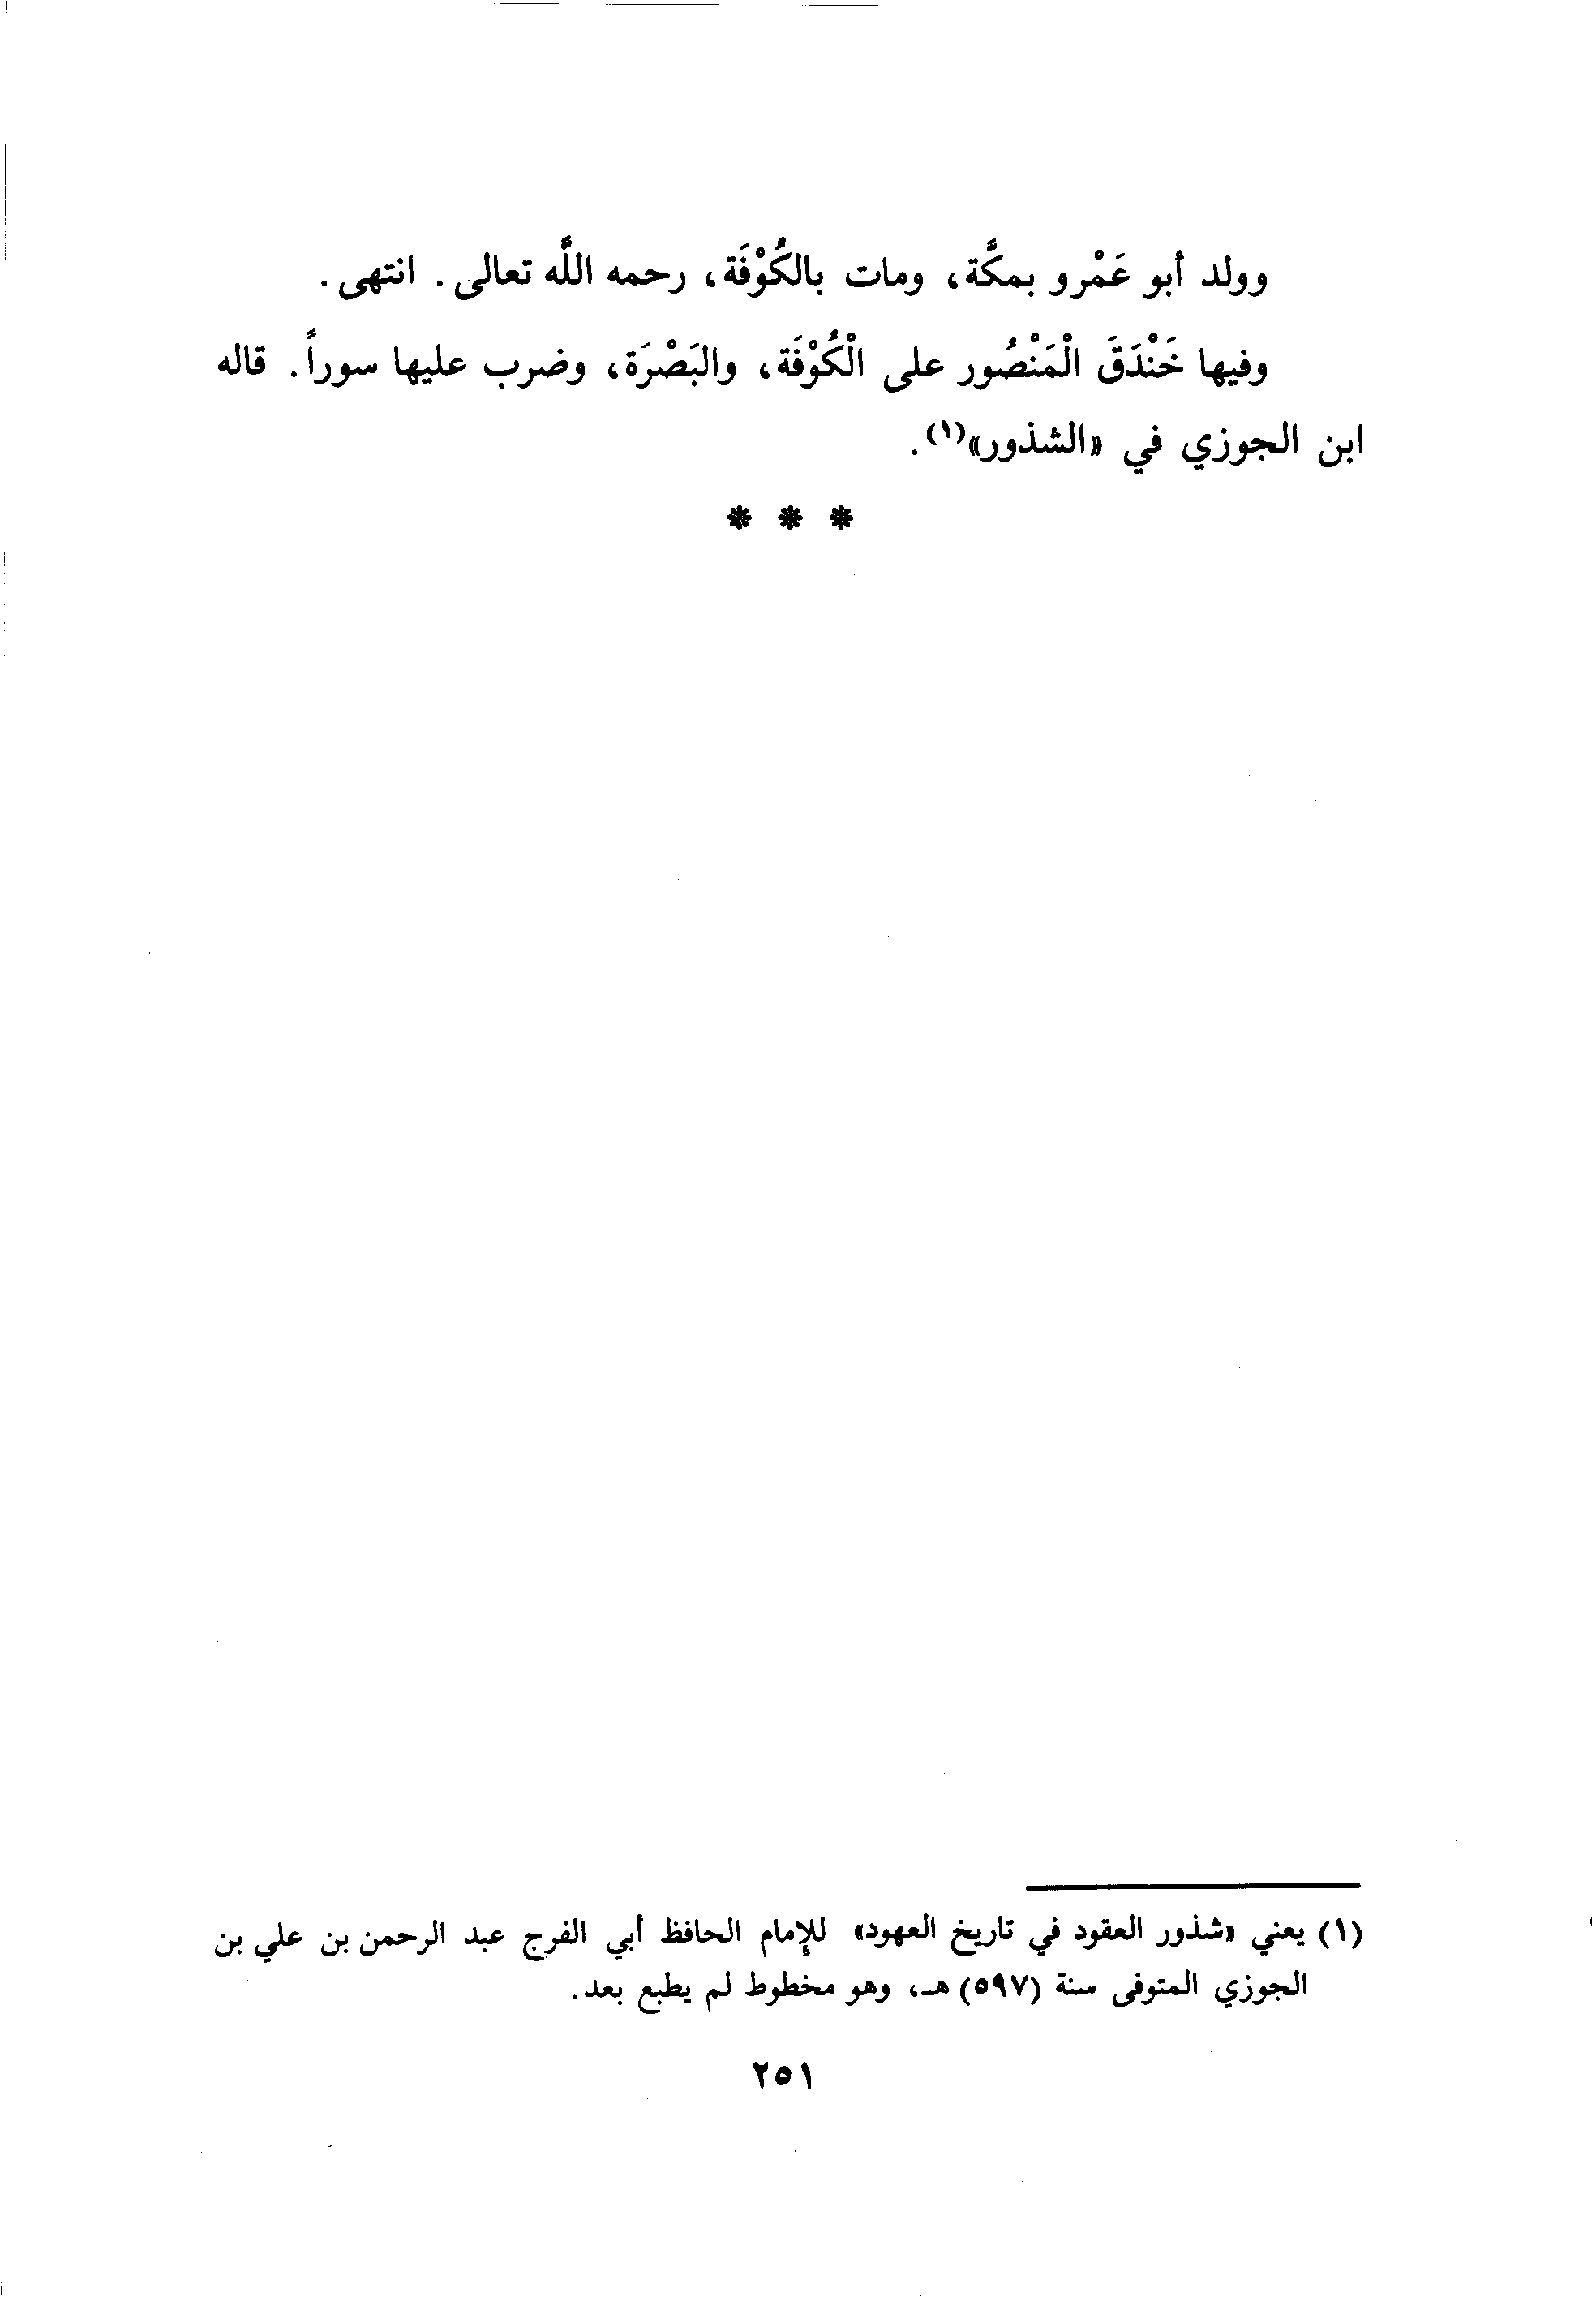 وولد أبو عَمْرو بمكَّة، ومات بالكُوْفَة، رحمه اللَّه تعالى. انتهى.
وفيها خَنْدَقَ الْمَنْصُور على الْكُوْفَة، والبَصْرَة، وضرب عليها سوراً. قاله
ابن الجوزي في «الشذور»(١).
* * *
(١) يعني «شذور العقود في تاريخ العهود» للإمام الحافظ أبي الفرج عبد الرحمن بن علي بن
الجوزي المتوفى سنة (٥٩٧) هـ، وهو مخطوط لم يطبع بعد.
٢٥١